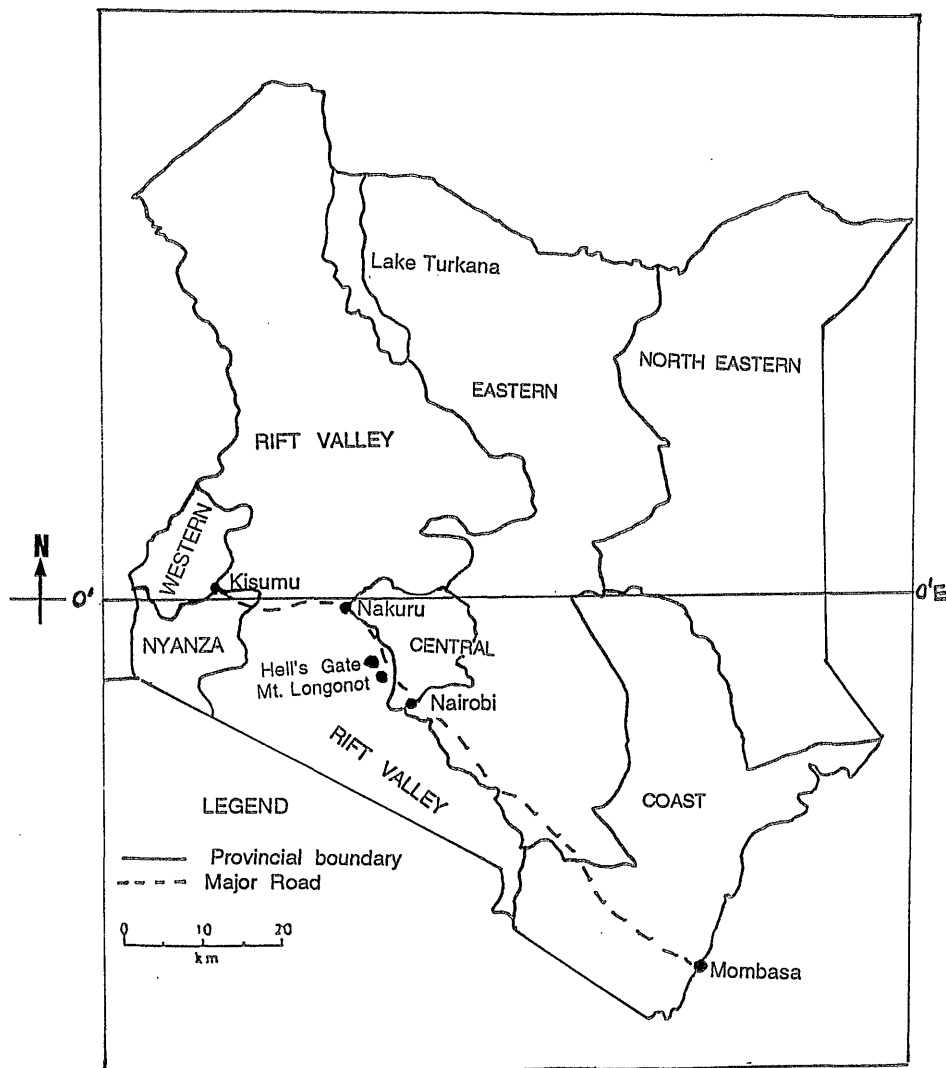 Lake Turkana
NORTH EASTERN
EASTERN
RIFT VALLEY
WESTERN
N
Kisumu
0'
0'E
Nakuru
NYANZA
CENTRAL
Hell's Gate
Mt. Longonot
Nairobi
RIFT VALLEY
COAST
LEGEND
Provincial boundary
Major Road
0 10 20
km
Mombasa